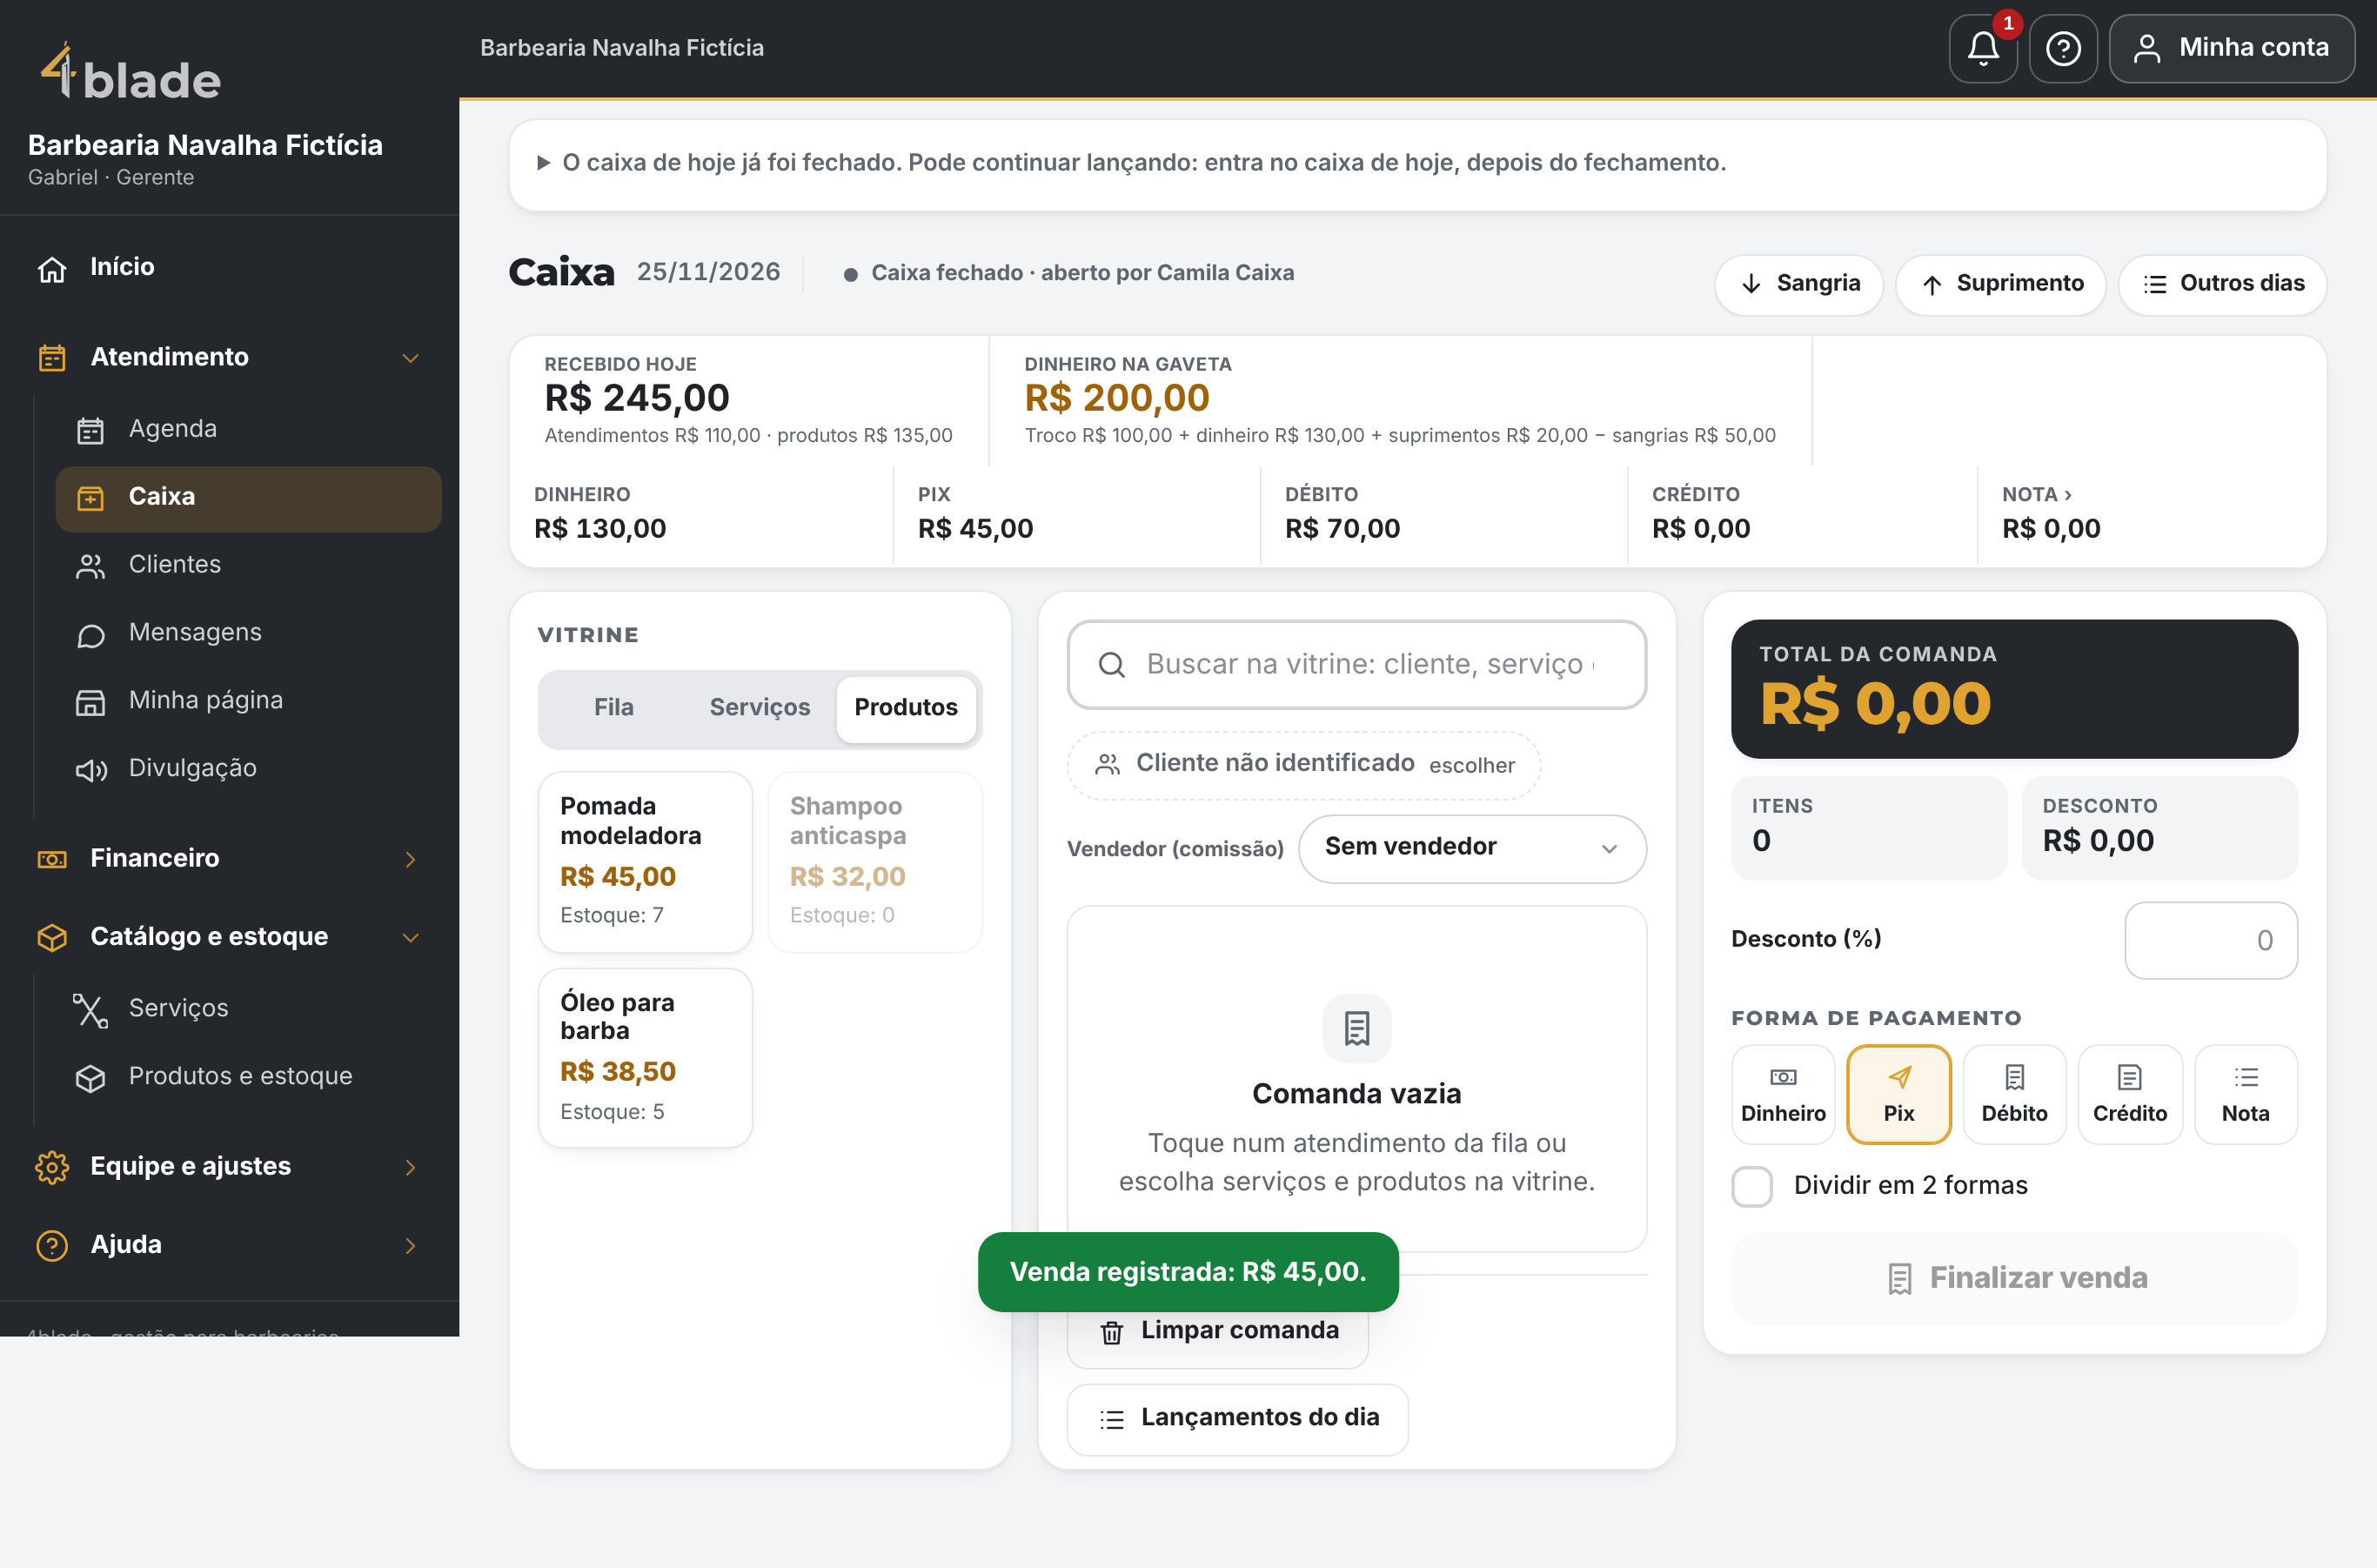 4blade
Barbearia Navalha Fictícia
Gabriel · Gerente
Início
Atendimento
Agenda
Caixa
Clientes
Mensagens
Minha página
Divulgação
Financeiro
Catálogo e estoque
Serviços
Produtos e estoque
Equipe e ajustes
Ajuda
Barbearia Navalha Fictícia
1
Minha conta
O caixa de hoje já foi fechado. Pode continuar lançando: entra no caixa de hoje, depois do fechamento.
Caixa 25/11/2026 Caixa fechado · aberto por Camila Caixa
Sangria
Suprimento
Outros dias
RECEBIDO HOJE
R$ 245,00
Atendimentos R$ 110,00 · produtos R$ 135,00
DINHEIRO NA GAVETA
R$ 200,00
Troco R$ 100,00 + dinheiro R$ 130,00 + suprimentos R$ 20,00 − sangrias R$ 50,00
DINHEIRO
R$ 130,00
PIX
R$ 45,00
DÉBITO
R$ 70,00
CRÉDITO
R$ 0,00
NOTA ›
R$ 0,00
VITRINE
Fila Serviços Produtos
Pomada
modeladora
R$ 45,00
Estoque: 7
Shampoo
anticaspa
R$ 32,00
Estoque: 0
Óleo para
barba
R$ 38,50
Estoque: 5
Buscar na vitrine: cliente, serviço
Cliente não identificado escolher
Vendedor (comissão) Sem vendedor
Comanda vazia
Toque num atendimento da fila ou
escolha serviços e produtos na vitrine.
Venda registrada: R$ 45,00.
Limpar comanda
Lançamentos do dia
TOTAL DA COMANDA
R$ 0,00
ITENS
0
DESCONTO
R$ 0,00
Desconto (%) 0
FORMA DE PAGAMENTO
Dinheiro Pix Débito Crédito Nota
Dividir em 2 formas
Finalizar venda